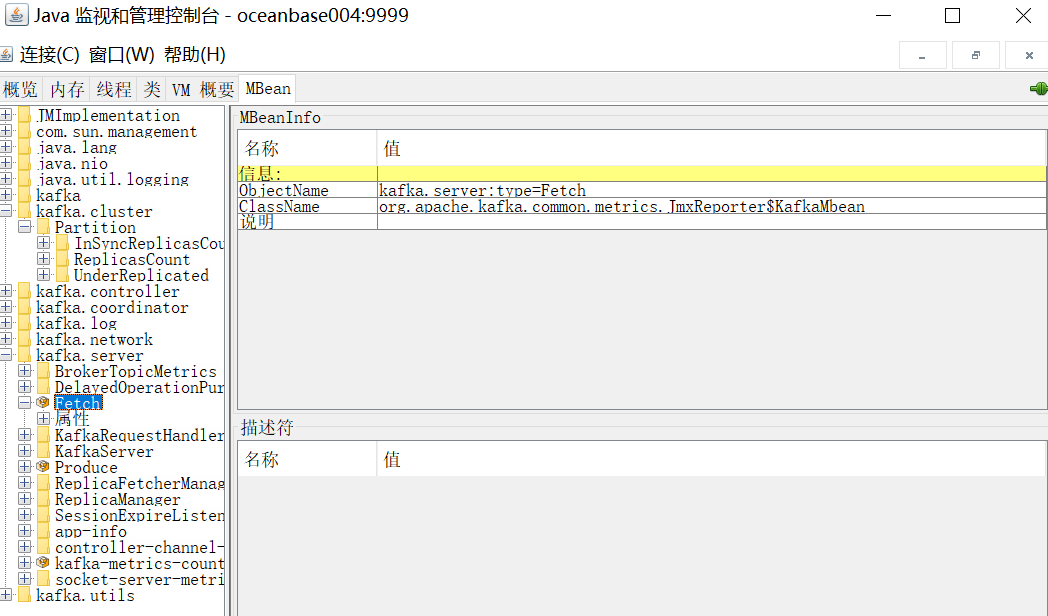 Java 监视和管理控制台 - oceanbase004:9999
连接(C) 窗口(W) 帮助(H)
概览 内存 线程 类 VM 概要 MBean
JMImplementation
com.sun.management
java.lang
java.nio
java.util.logging
kafka
kafka.cluster
Partition
InSyncReplicasCou
ReplicasCount
UnderReplicated
kafka.controller
kafka.coordinator
kafka.log
kafka.network
kafka.server
BrokerTopicMetrics
DelayedOperationPur
Fetch
属性
KafkaRequestHandler
KafkaServer
Produce
ReplicaFetcherManag
ReplicaManager
SessionExpireListen
app-info
controller-channel-
kafka-metrics-count
socket-server-metri
kafka.utils
MBeanInfo
名称 值
信息:
ObjectName kafka.server:type=Fetch
ClassName org.apache.kafka.common.metrics.JmxReporter$KafkaMbean
说明
描述符
名称 值